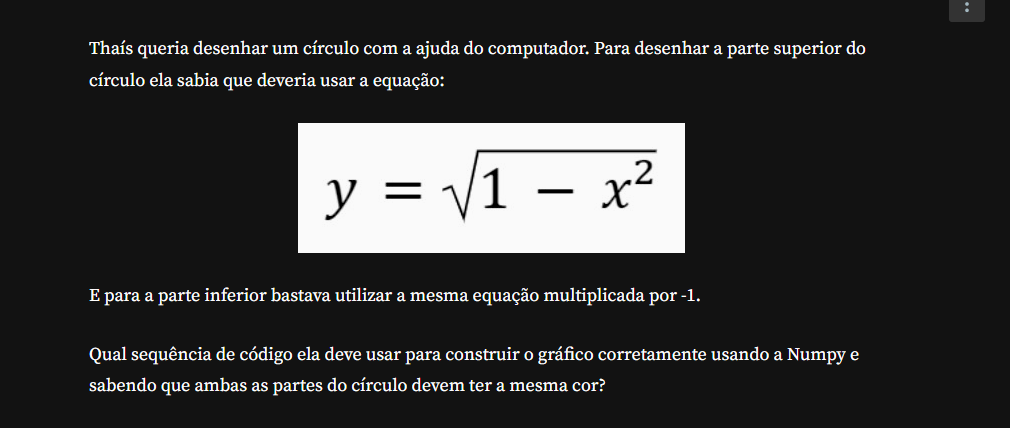 Thaís queria desenhar um círculo com a ajuda do computador. Para desenhar a parte superior do
círculo ela sabia que deveria usar a equação:
y = √1 − x²
E para a parte inferior bastava utilizar a mesma equação multiplicada por -1.
Qual sequência de código ela deve usar para construir o gráfico corretamente usando a Numpy e
sabendo que ambas as partes do círculo devem ter a mesma cor?